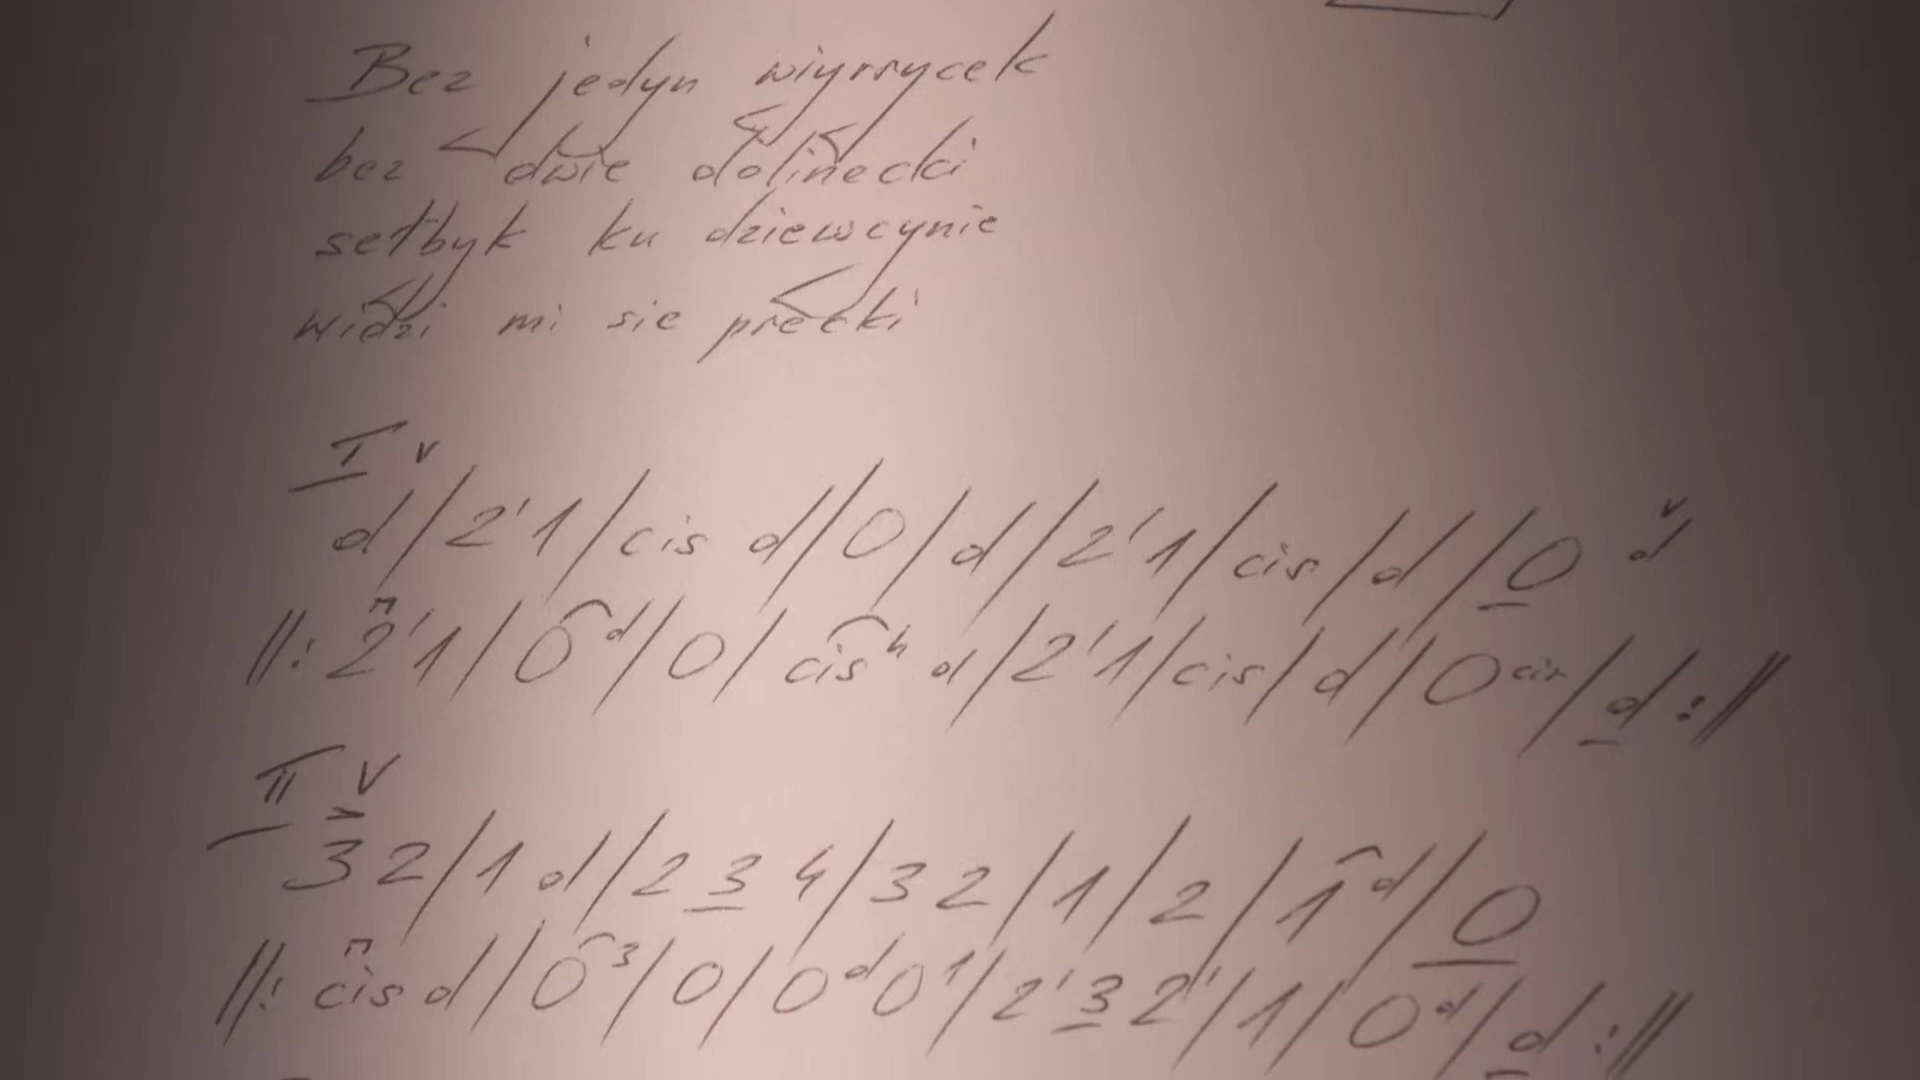 Bez jedyn wiyrsycek
bez dwie dolinecki
setbyk ku dziewcynie
widzi mi sie precki
I v
d / 2' 1 / cis d / 0 / d / 2' 1 / cis / d / 0 d v
||: 2' 1 / 0 d / 0 / cis h d / 2' 1 / cis / d / 0 cis / d :||
II V
3 2 / 1 d / 2 3 4 / 3 2 / 1 / 2 / 1 d / 0
||: cis d / 0 3 / 0 / 0 d 0 1 / 2' 3 2' / 1 / 0 d / d :||